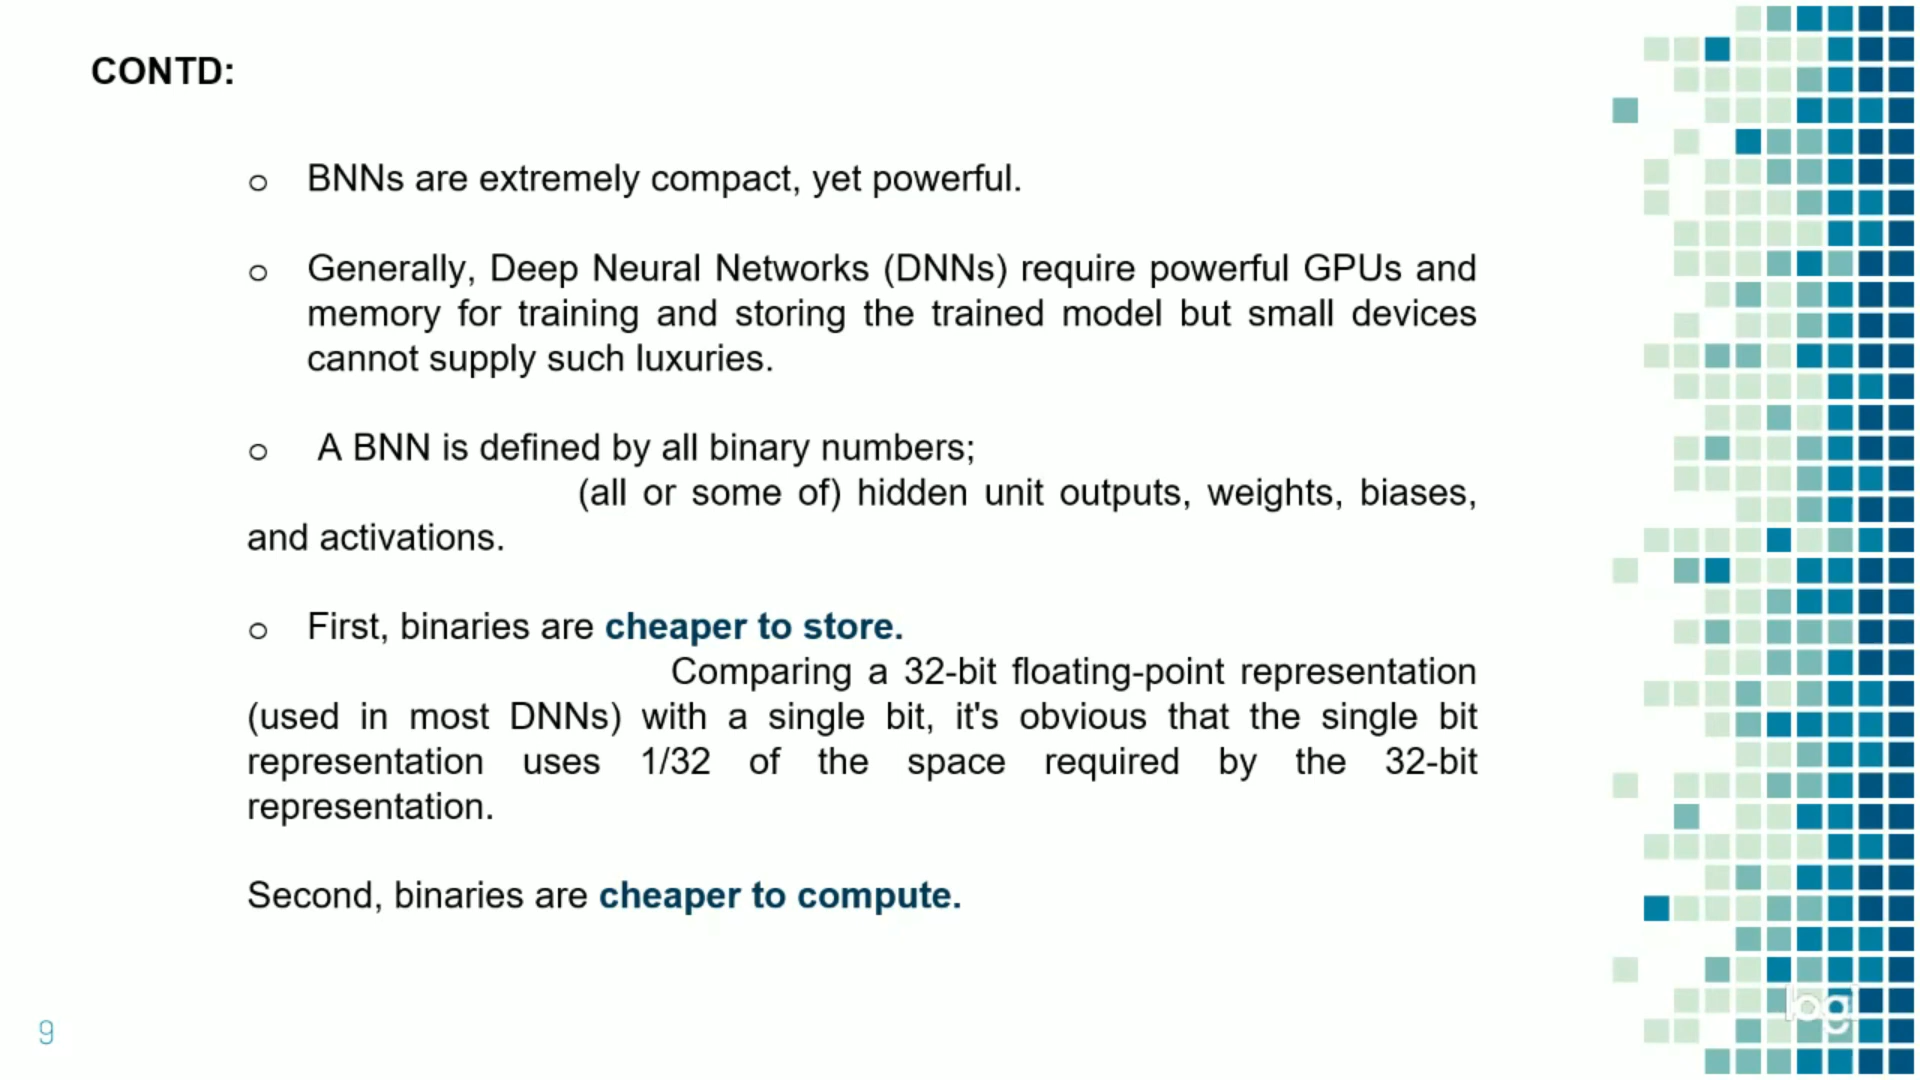 CONTD:
o BNNs are extremely compact, yet powerful.
o Generally, Deep Neural Networks (DNNs) require powerful GPUs and
memory for training and storing the trained model but small devices
cannot supply such luxuries.
o A BNN is defined by all binary numbers;
(all or some of) hidden unit outputs, weights, biases,
and activations.
o First, binaries are cheaper to store.
Comparing a 32-bit floating-point representation
(used in most DNNs) with a single bit, it's obvious that the single bit
representation uses 1/32 of the space required by the 32-bit
representation.
Second, binaries are cheaper to compute.
9
logi